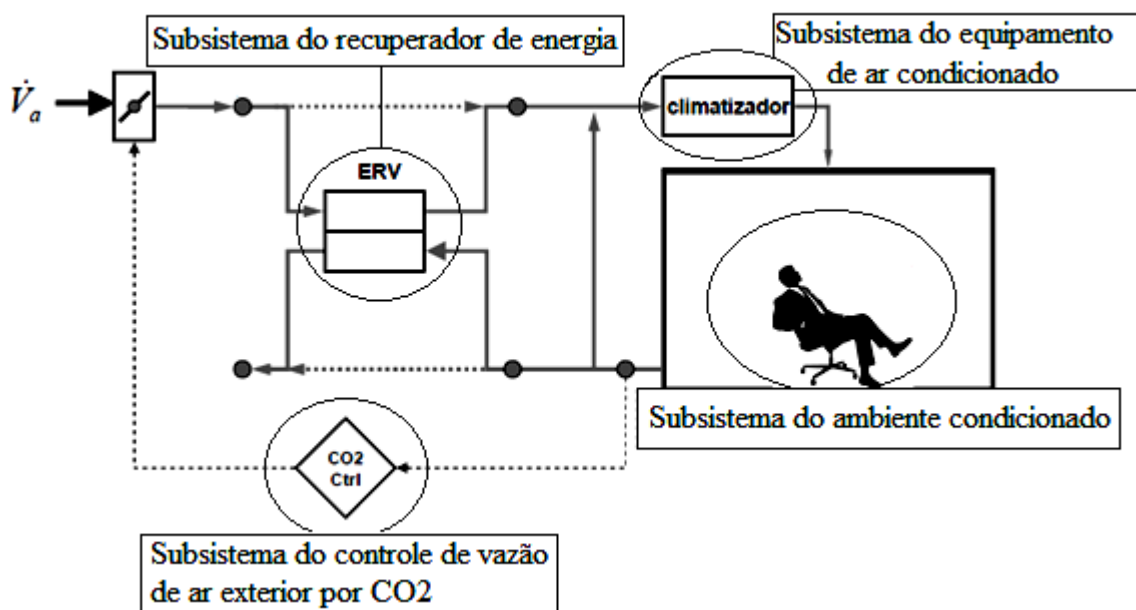 Subsistema do recuperador de energia
Subsistema do equipamento
de ar condicionado
V̇a
climatizador
ERV
Subsistema do ambiente condicionado
CO2
Ctrl
Subsistema do controle de vazão
de ar exterior por CO2